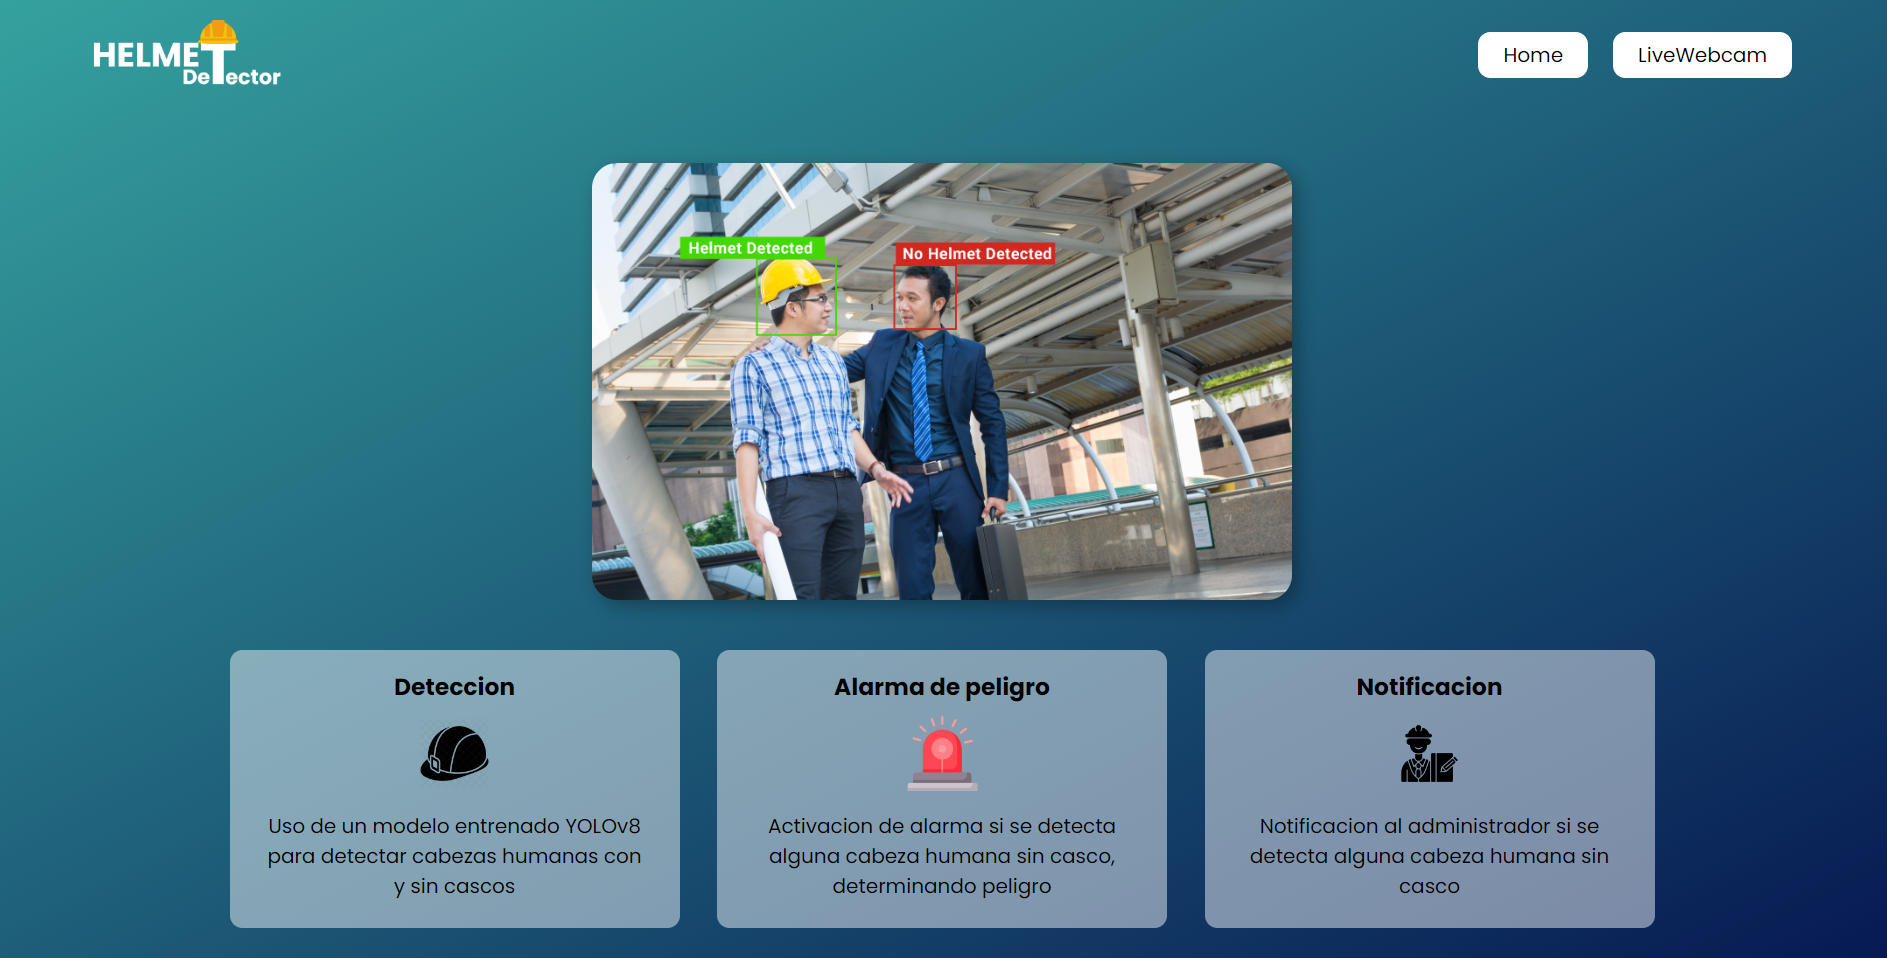 HELMET
DeTector
Home
LiveWebcam
Helmet Detected
No Helmet Detected
Deteccion
Uso de un modelo entrenado YOLOv8
para detectar cabezas humanas con
y sin cascos
Alarma de peligro
Activacion de alarma si se detecta
alguna cabeza humana sin casco,
determinando peligro
Notificacion
Notificacion al administrador si se
detecta alguna cabeza humana sin
casco